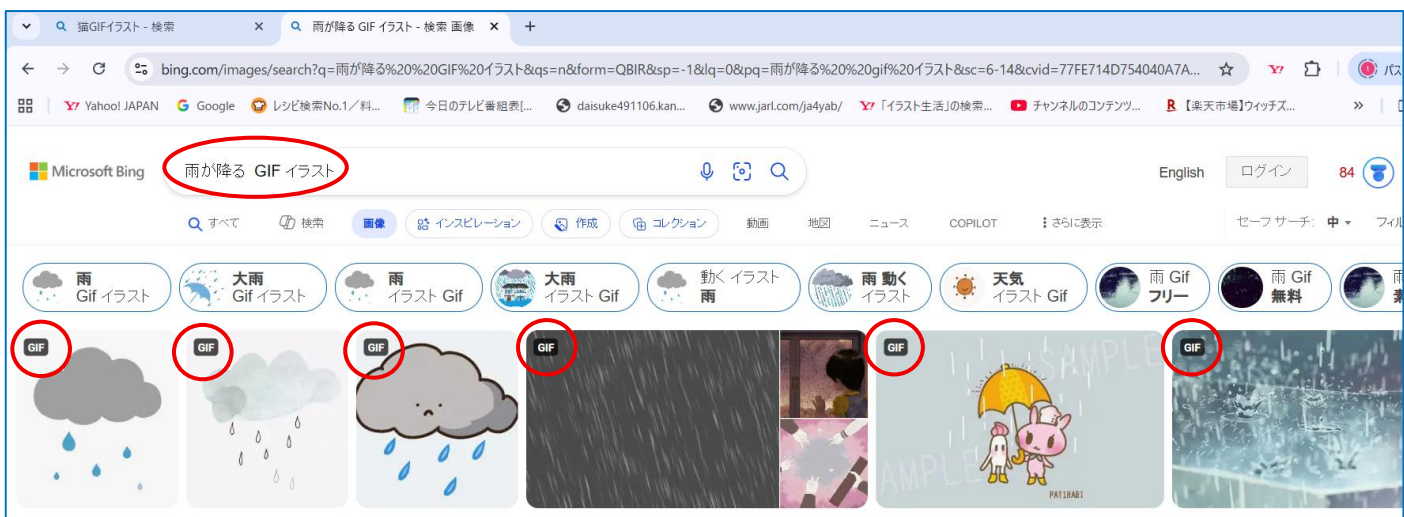 猫GIFイラスト - 検索
雨が降る GIF イラスト - 検索 画像
bing.com/images/search?q=雨が降る%20%20GIF%20イラスト&qs=n&form=QBIR&sp=-1&lq=0&pq=雨が降る%20%20gif%20イラスト&sc=6-14&cvid=77FE714D754040A7A...
Yahoo! JAPAN Google レシピ検索No.1／料... 今日のテレビ番組表[... daisuke491106.kan... www.jarl.com/ja4yab/ 「イラスト生活」の検索... チャンネルのコンテンツ... 【楽天市場】ウィッチズ... »
Microsoft Bing 雨が降る GIF イラスト English ログイン 84
すべて 検索 画像 インスピレーション 作成 コレクション 動画 地図 ニュース COPILOT さらに表示 セーフ サーチ: 中
雨
Gif イラスト
大雨
Gif イラスト
雨
イラスト Gif
大雨
イラスト Gif
動く イラスト
雨
雨 動く
イラスト
天気
イラスト Gif
雨 Gif
フリー
雨 Gif
無料
GIF GIF GIF GIF GIF GIF
SAMPLE
PATIRABI